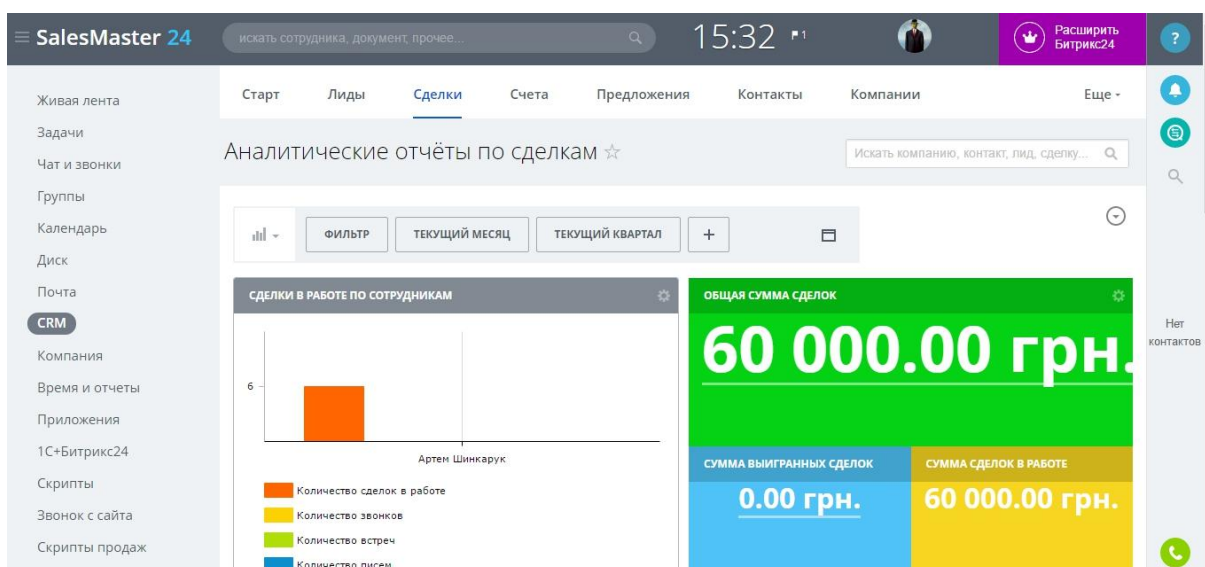 SalesMaster 24
искать сотрудника, документ, прочее...
15:32
1
Расширить
Битрикс24
?
Живая лента
Задачи
Чат и звонки
Группы
Календарь
Диск
Почта
CRM
Компания
Время и отчеты
Приложения
1С+Битрикс24
Скрипты
Звонок с сайта
Скрипты продаж
Старт
Лиды
Сделки
Счета
Предложения
Контакты
Компании
Еще
Аналитические отчёты по сделкам
Искать компанию, контакт, лид, сделку...
ФИЛЬТР
ТЕКУЩИЙ МЕСЯЦ
ТЕКУЩИЙ КВАРТАЛ
+
СДЕЛКИ В РАБОТЕ ПО СОТРУДНИКАМ
6
Артем Шинкарук
Количество сделок в работе
Количество звонков
Количество встреч
Количество писем
ОБЩАЯ СУММА СДЕЛОК
60 000.00 грн.
СУММА ВЫИГРАННЫХ СДЕЛОК
0.00 грн.
СУММА СДЕЛОК В РАБОТЕ
60 000.00 грн.
Нет
контактов